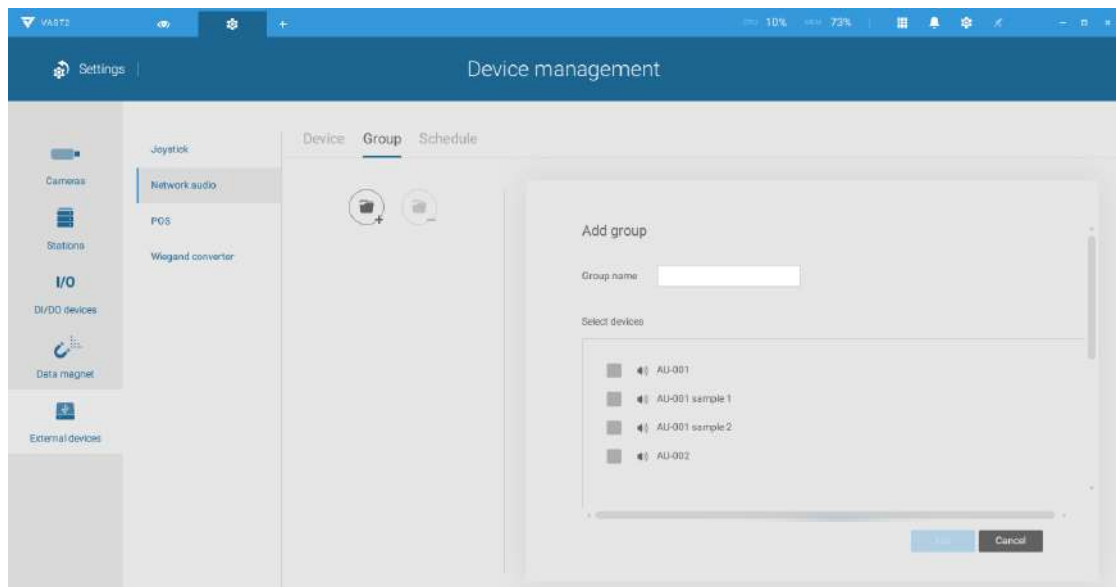 VAST2
10%
73%
Settings
Device management
Cameras
Stations
I/O
DI/DO devices
Data magnet
External devices
Joystick
Network audio
POS
Wiegand converter
Device Group Schedule
Add group
Group name
Select devices
AU-001
AU-001 sample 1
AU-001 sample 2
AU-002
Cancel